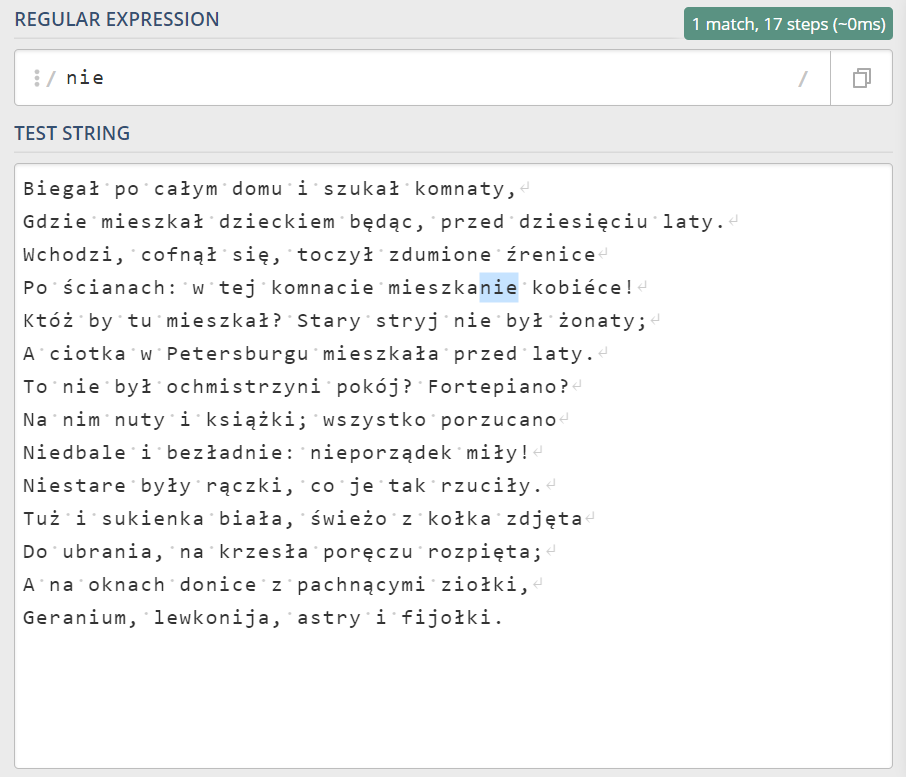 REGULAR EXPRESSION
1 match, 17 steps (~0ms)
/ nie /
TEST STRING
Biegał po całym domu i szukał komnaty,
Gdzie mieszkał dzieckiem będąc, przed dziesięciu laty.
Wchodzi, cofnął się, toczył zdumione źrenice
Po ścianach: w tej komnacie mieszkanie kobiéce!
Któż by tu mieszkał? Stary stryj nie był żonaty;
A ciotka w Petersburgu mieszkała przed laty.
To nie był ochmistrzyni pokój? Fortepiano?
Na nim nuty i książki; wszystko porzucano
Niedbale i bezładnie: nieporządek miły!
Niestare były rączki, co je tak rzuciły.
Tuż i sukienka biała, świeżo z kołka zdjęta
Do ubrania, na krzesła poręczu rozpięta;
A na oknach donice z pachnącymi ziołki,
Geranium, lewkonija, astry i fijołki.